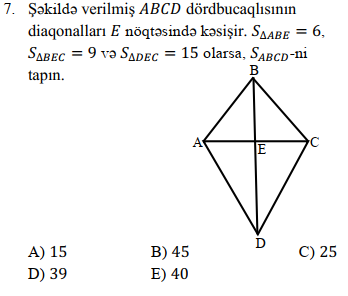 7. Şəkildə verilmiş ABCD dördbucaqlısının
diaqonalları E nöqtəsində kəsişir. S△ABE = 6,
S△BEC = 9 və S△DEC = 15 olarsa, SABCD-ni
tapın.
B
A
E
C
D
A) 15
B) 45
C) 25
D) 39
E) 40